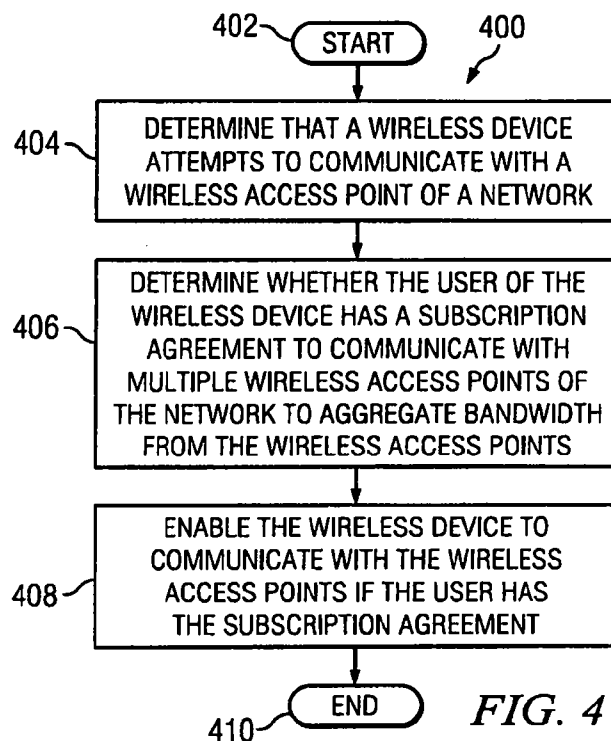 402
START
400
404
DETERMINE THAT A WIRELESS DEVICE
ATTEMPTS TO COMMUNICATE WITH A
WIRELESS ACCESS POINT OF A NETWORK
406
DETERMINE WHETHER THE USER OF THE
WIRELESS DEVICE HAS A SUBSCRIPTION
AGREEMENT TO COMMUNICATE WITH
MULTIPLE WIRELESS ACCESS POINTS OF
THE NETWORK TO AGGREGATE BANDWIDTH
FROM THE WIRELESS ACCESS POINTS
408
ENABLE THE WIRELESS DEVICE TO
COMMUNICATE WITH THE WIRELESS
ACCESS POINTS IF THE USER HAS
THE SUBSCRIPTION AGREEMENT
410
END
FIG. 4